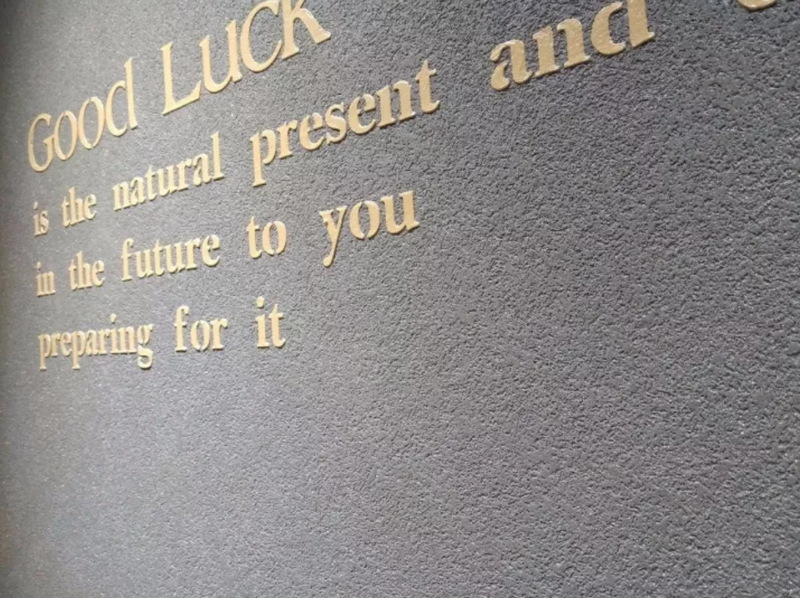 Good Luck
is the natural present and
in the future to you
preparing for it